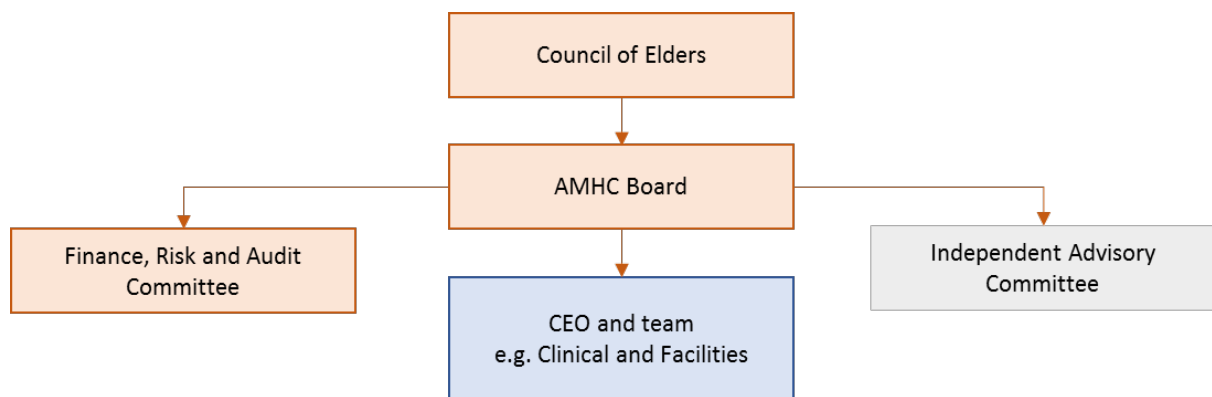 Council of Elders
AMHC Board
Finance, Risk and Audit
Committee
Independent Advisory
Committee
CEO and team
e.g. Clinical and Facilities